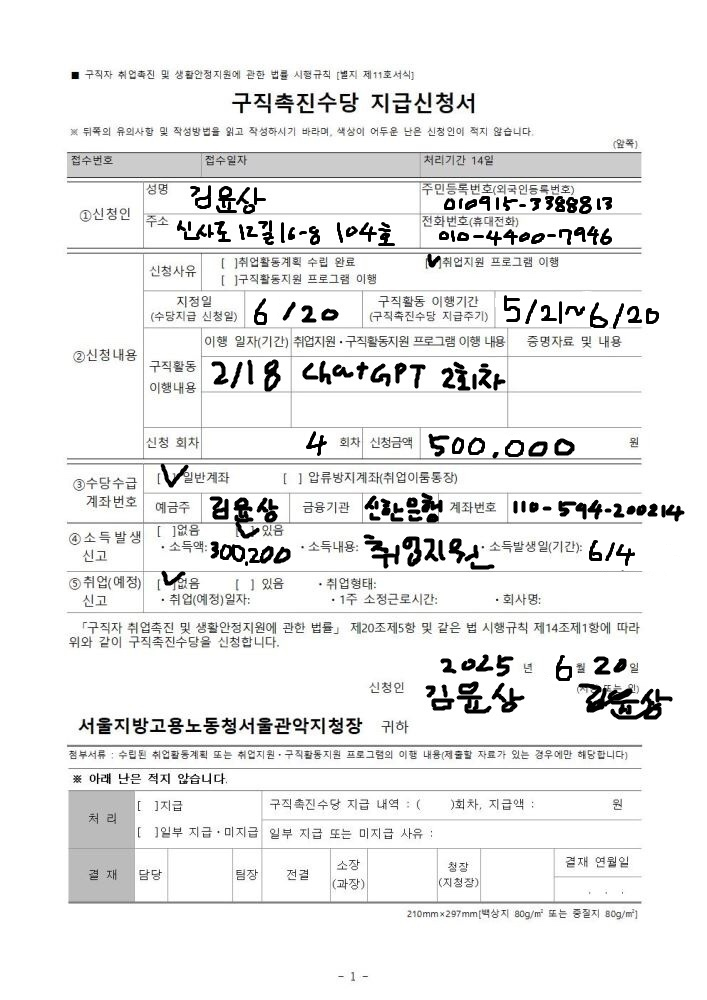 ■ 구직자 취업촉진 및 생활안정지원에 관한 법률 시행규칙 [별지 제11호서식]
구직촉진수당 지급신청서
※ 뒤쪽의 유의사항 및 작성방법을 읽고 작성하시기 바라며, 색상이 어두운 난은 신청인이 적지 않습니다.
(앞쪽)
접수번호 접수일자 처리기간 14일
①신청인 성명 김윤상 주민등록번호(외국인등록번호) 010915-3388813
주소 신사로12길16-8 104호 전화번호(휴대전화) 010-4400-7946
②신청내용 신청사유 [ ]취업활동계획 수립 완료 [✓]취업지원 프로그램 이행
[ ]구직활동지원 프로그램 이행
지정일 (수당지급 신청일) 6/20 구직활동 이행기간 (구직촉진수당 지급주기) 5/21~6/20
구직활동 이행내용 이행 일자(기간) 취업지원·구직활동지원 프로그램 이행 내용 증명자료 및 내용
2/18 ChatGPT 2회차
신청 회차 4 회차 신청금액 500,000 원
③수당수급 계좌번호 [✓]일반계좌 [ ] 압류방지계좌(취업이룸통장)
예금주 김윤상 금융기관 신한은행 계좌번호 110-594-200214
④소득발생 신고 [ ]없음 [✓] 있음
·소득액: 300,200 ·소득내용: 취업지원 ·소득발생일(기간): 6/4
⑤취업(예정) 신고 [✓]없음 [ ] 있음 ·취업형태:
·취업(예정)일자: ·1주 소정근로시간: ·회사명:
「구직자 취업촉진 및 생활안정지원에 관한 법률」 제20조제5항 및 같은 법 시행규칙 제14조제1항에 따라
위와 같이 구직촉진수당을 신청합니다.
2025 년 6 월 20 일
신청인 김윤상 (서명 또는 인) 김윤상
서울지방고용노동청서울관악지청장 귀하
첨부서류 : 수립된 취업활동계획 또는 취업지원·구직활동지원 프로그램의 이행 내용(제출할 자료가 있는 경우에만 해당합니다)
※ 아래 난은 적지 않습니다.
처 리 [ ]지급 구직촉진수당 지급 내역 : ( )회차, 지급액 : 원
[ ]일부 지급·미지급 일부 지급 또는 미지급 사유 :
결 재 담당 팀장 전결 소장 (과장) 청장 (지청장) 결재 연월일
. . .
210mm×297mm[백상지 80g/㎡ 또는 중질지 80g/㎡]
- 1 -